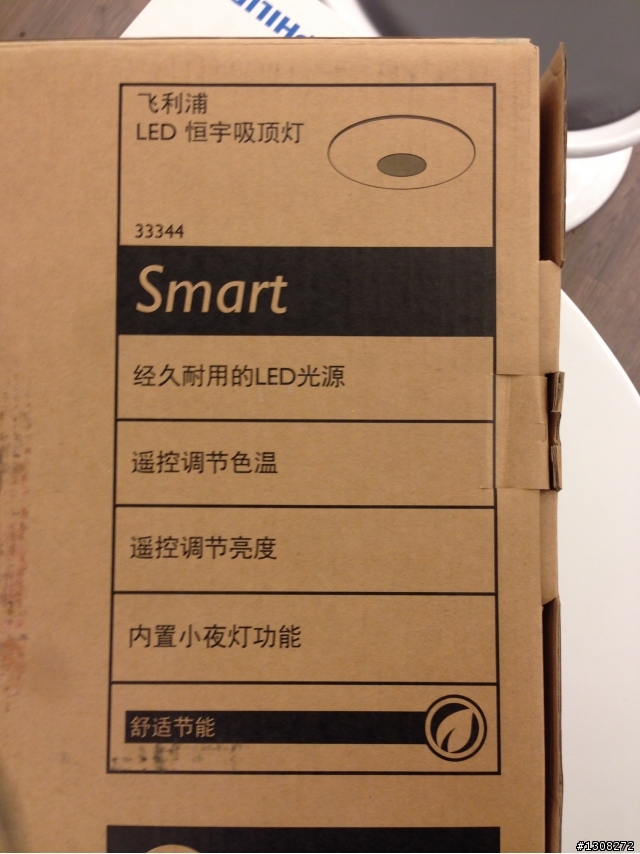 PHILIP
飞利浦
LED 恒宇吸顶灯
33344
Smart
经久耐用的LED光源
遥控调节色温
遥控调节亮度
内置小夜灯功能
舒适节能
#1308272